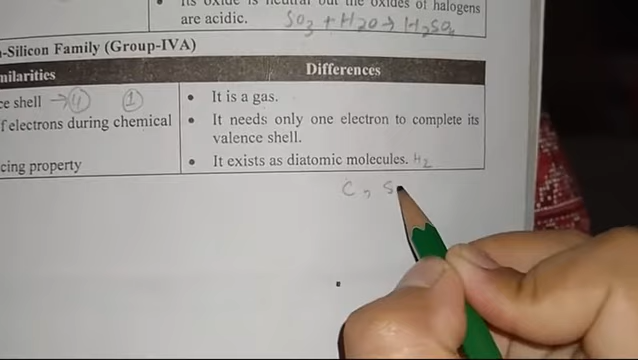 Its oxide is neutral but the oxides of halogens
are acidic. SO3 + H2O → H2SO4
-Silicon Family (Group-IVA)
milarities Differences
ce shell → 4 1
It is a gas.
of electrons during chemical
It needs only one electron to complete its
valence shell.
cing property
It exists as diatomic molecules. H2
C, S